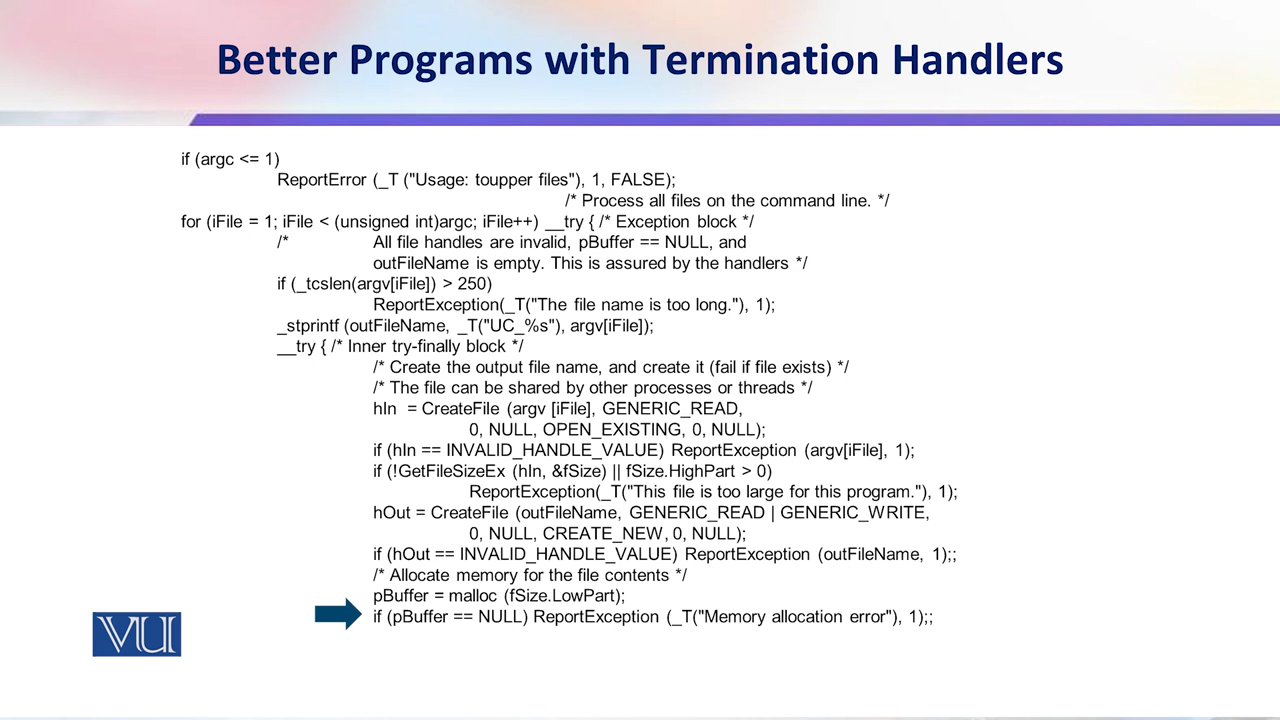 Better Programs with Termination Handlers
if (argc <= 1)
ReportError (_T ("Usage: toupper files"), 1, FALSE);
/* Process all files on the command line. */
for (iFile = 1; iFile < (unsigned int)argc; iFile++) __try { /* Exception block */
/* All file handles are invalid, pBuffer == NULL, and
outFileName is empty. This is assured by the handlers */
if (_tcslen(argv[iFile]) > 250)
ReportException(_T("The file name is too long."), 1);
_stprintf (outFileName, _T("UC_%s"), argv[iFile]);
__try { /* Inner try-finally block */
/* Create the output file name, and create it (fail if file exists) */
/* The file can be shared by other processes or threads */
hIn = CreateFile (argv [iFile], GENERIC_READ,
0, NULL, OPEN_EXISTING, 0, NULL);
if (hIn == INVALID_HANDLE_VALUE) ReportException (argv[iFile], 1);
if (!GetFileSizeEx (hIn, &fSize) || fSize.HighPart > 0)
ReportException(_T("This file is too large for this program."), 1);
hOut = CreateFile (outFileName, GENERIC_READ | GENERIC_WRITE,
0, NULL, CREATE_NEW, 0, NULL);
if (hOut == INVALID_HANDLE_VALUE) ReportException (outFileName, 1);;
/* Allocate memory for the file contents */
pBuffer = malloc (fSize.LowPart);
if (pBuffer == NULL) ReportException (_T("Memory allocation error"), 1);;
VU